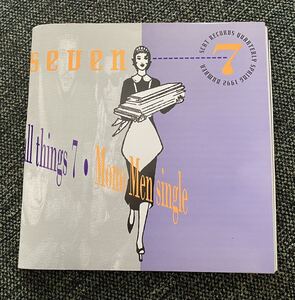 seven
7
SCAT RECORDS QUARTERLY SPRING 1992 NUMBER
ll things 7 • Mono Men single